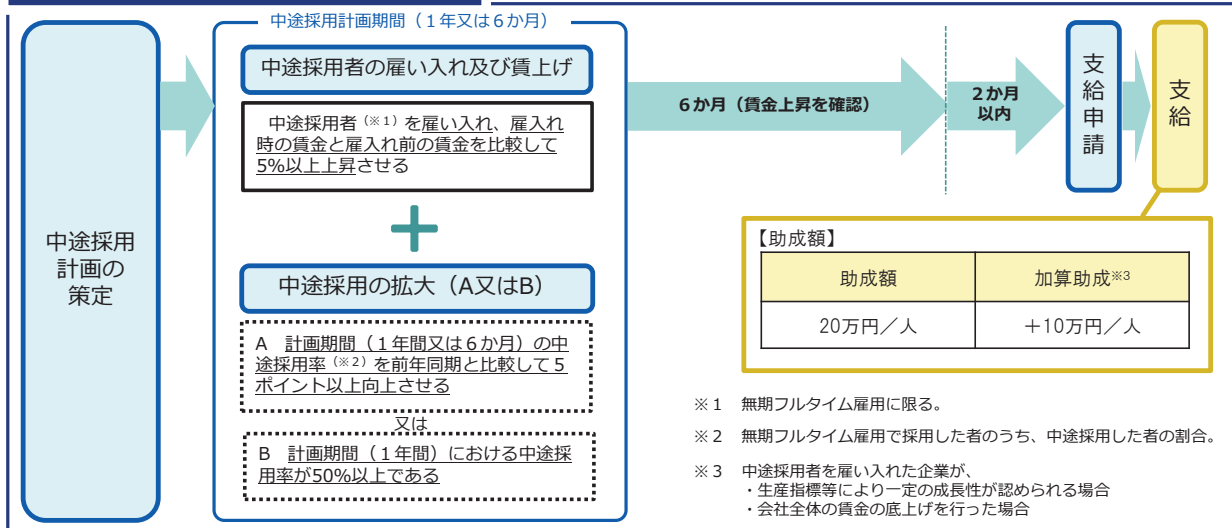 中途採用計画期間（１年又は６か月）
中途採用
計画の
策定
中途採用者の雇い入れ及び賃上げ
中途採用者（※１）を雇い入れ、雇入れ
時の賃金と雇入れ前の賃金を比較して
5%以上上昇させる
中途採用の拡大（A又はB）
A　計画期間（１年間又は６か月）の中
途採用率（※２）を前年同期と比較して５
ポイント以上向上させる
又は
B　計画期間（１年間）における中途採
用率が50%以上である
６か月（賃金上昇を確認）
２か月
以内
支給申請
支給
【助成額】
助成額　加算助成※3
20万円／人　＋10万円／人
※１　無期フルタイム雇用に限る。
※２　無期フルタイム雇用で採用した者のうち、中途採用した者の割合。
※３　中途採用者を雇い入れた企業が、
・生産指標等により一定の成長性が認められる場合
・会社全体の賃金の底上げを行った場合